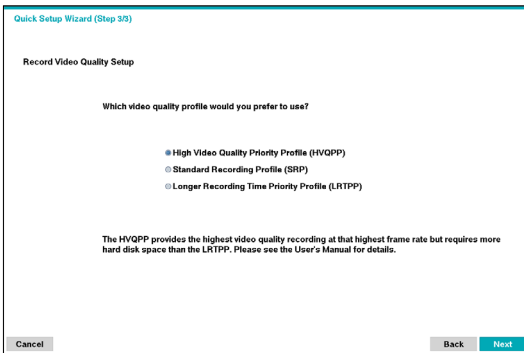 Quick Setup Wizard (Step 3/3)
Record Video Quality Setup
Which video quality profile would you prefer to use?
High Video Quality Priority Profile (HVQPP)
Standard Recording Profile (SRP)
Longer Recording Time Priority Profile (LRTPP)
The HVQPP provides the highest video quality recording at that highest frame rate but requires more
hard disk space than the LRTPP. Please see the User's Manual for details.
Cancel
Back
Next